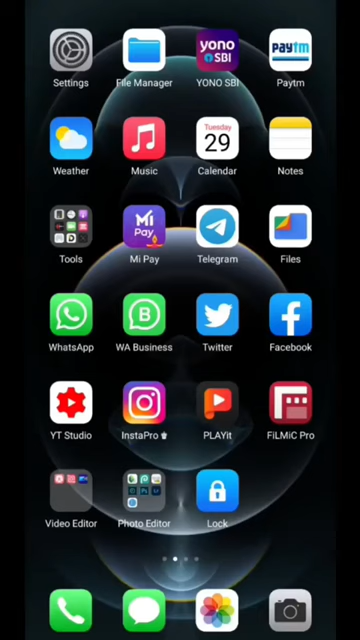 yono
SBI
paytm
Settings
File Manager
YONO SBI
Paytm
Tuesday
29
Weather
Music
Calendar
Notes
Mi
Pay
Tools
Mi Pay
Telegram
Files
B
WhatsApp
WA Business
Twitter
Facebook
YT Studio
InstaPro
PLAYit
FiLMiC Pro
Video Editor
Photo Editor
Lock